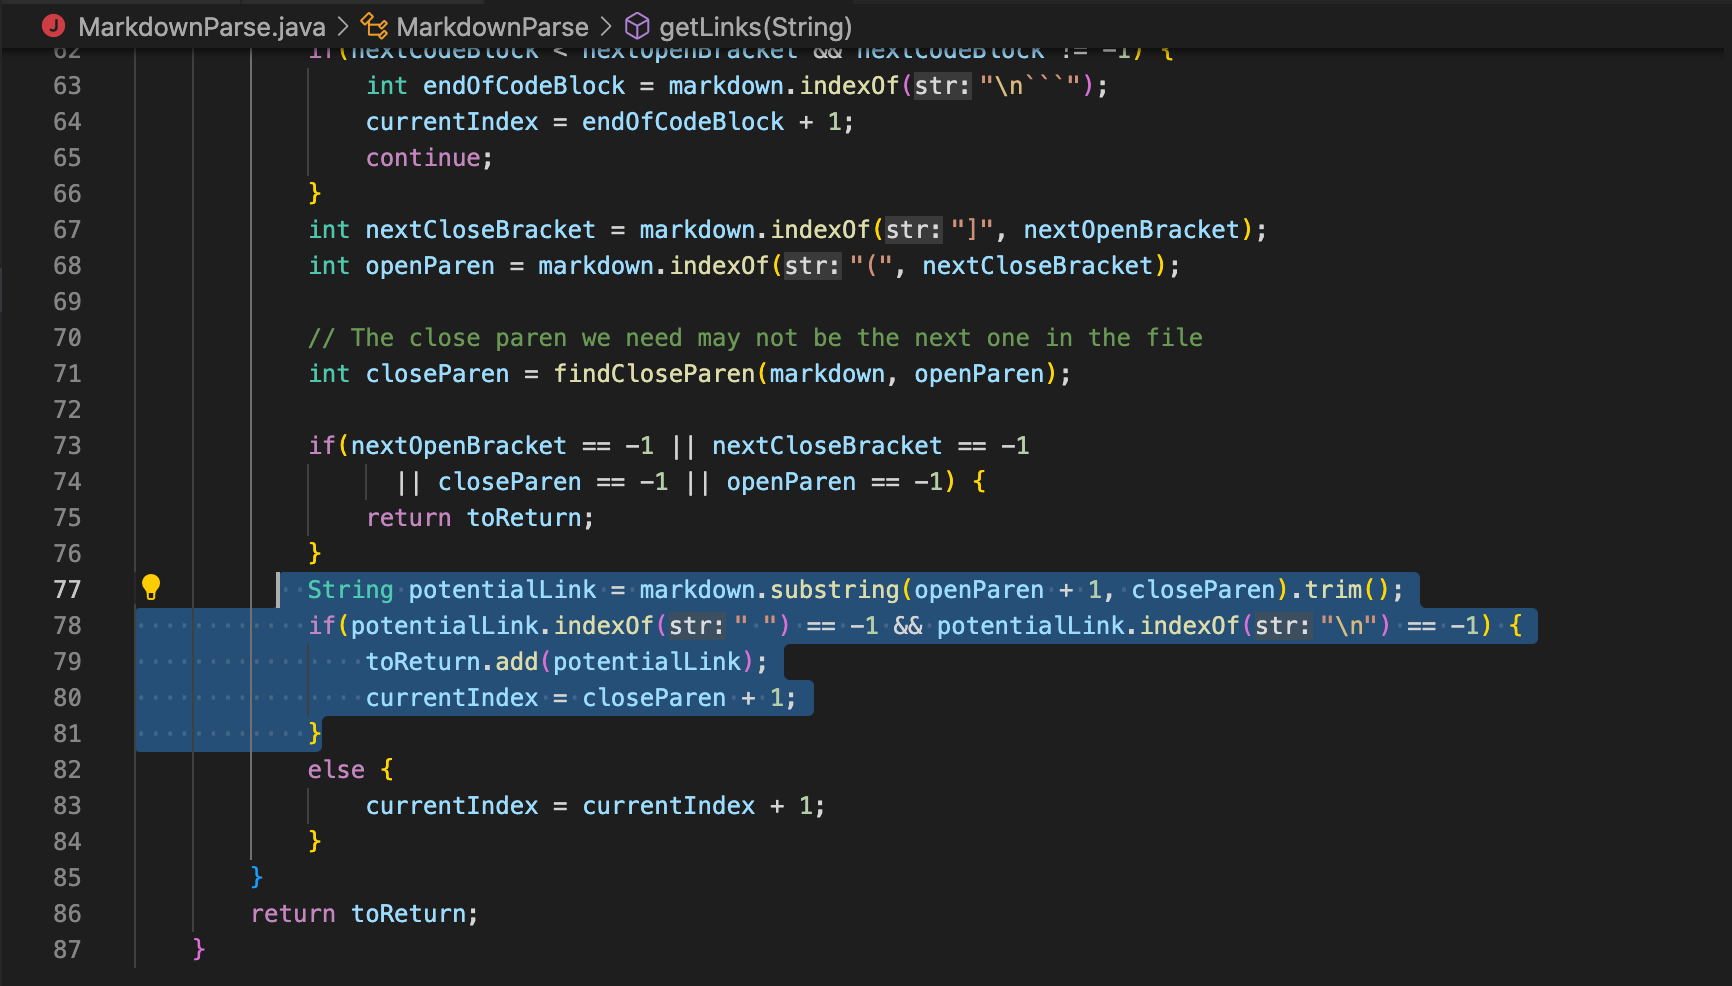 MarkdownParse.java > MarkdownParse > getLinks(String)
62 if(nextCodeBlock < nextOpenBracket && nextCodeBlock != -1) {
63 int endOfCodeBlock = markdown.indexOf(str: "\n```");
64 currentIndex = endOfCodeBlock + 1;
65 continue;
66 }
67 int nextCloseBracket = markdown.indexOf(str: "]", nextOpenBracket);
68 int openParen = markdown.indexOf(str: "(", nextCloseBracket);
69
70 // The close paren we need may not be the next one in the file
71 int closeParen = findCloseParen(markdown, openParen);
72
73 if(nextOpenBracket == -1 || nextCloseBracket == -1
74 || closeParen == -1 || openParen == -1) {
75 return toReturn;
76 }
77 String potentialLink = markdown.substring(openParen + 1, closeParen).trim();
78 if(potentialLink.indexOf(str: " ") == -1 && potentialLink.indexOf(str: "\n") == -1) {
79 toReturn.add(potentialLink);
80 currentIndex = closeParen + 1;
81 }
82 else {
83 currentIndex = currentIndex + 1;
84 }
85 }
86 return toReturn;
87 }